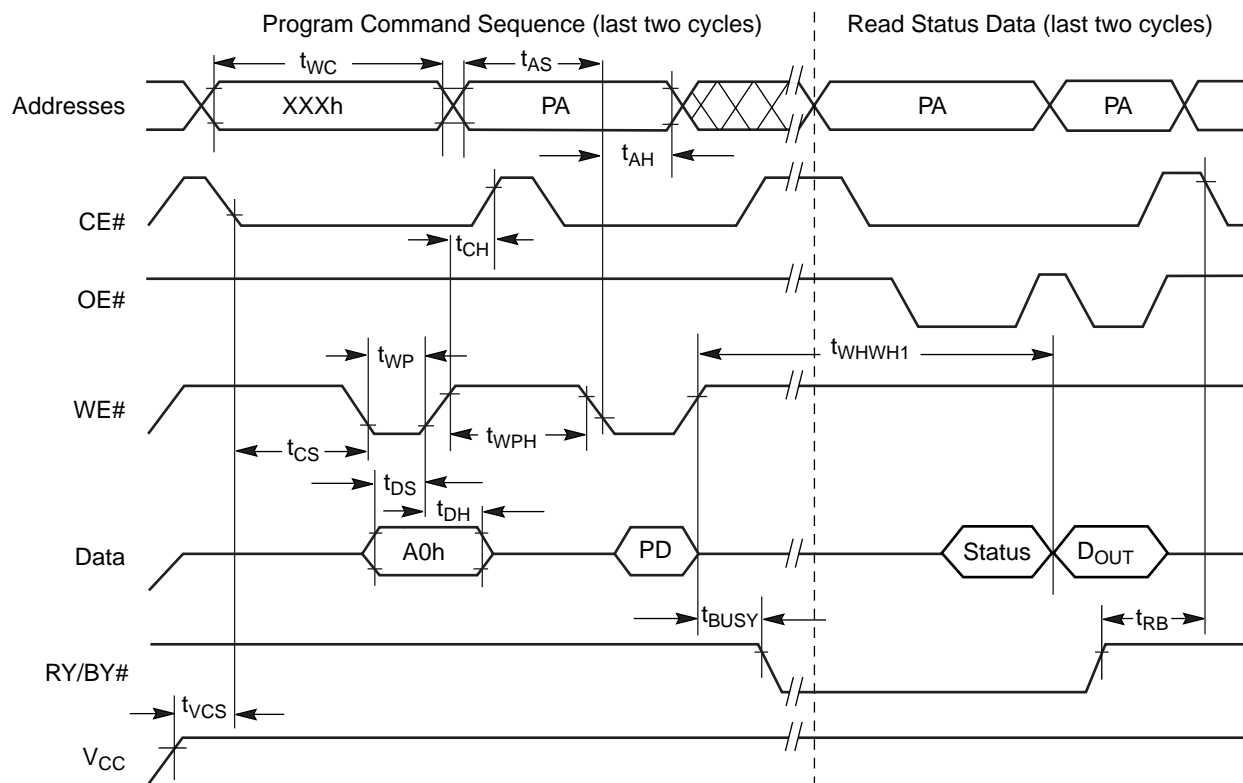 Program Command Sequence (last two cycles) Read Status Data (last two cycles)
tWC tAS
Addresses XXXh PA PA PA
tAH
CE#
tCH
OE#
tWP tWHWH1
WE#
tCS tWPH
tDS
tDH
Data A0h PD Status DOUT
tBUSY tRB
RY/BY#
tVCS
VCC